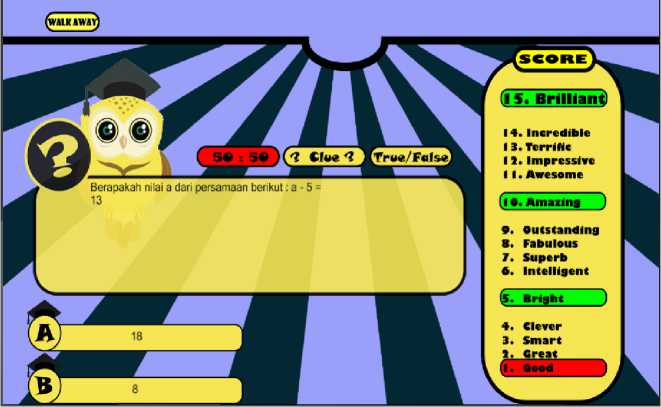 WALK AWAY
SCORE
15. Brilliant
14. Incredible
13. Terrific
12. Impressive
11. Awesome
10. Amazing
9. Outstanding
8. Fabulous
7. Superb
6. Intelligent
5. Bright
4. Clever
3. Smart
2. Great
1. Good
?
50 : 50
? Clue ?
True/False
Berapakah nilai a dari persamaan berikut : a - 5 =
13
A
18
B
8